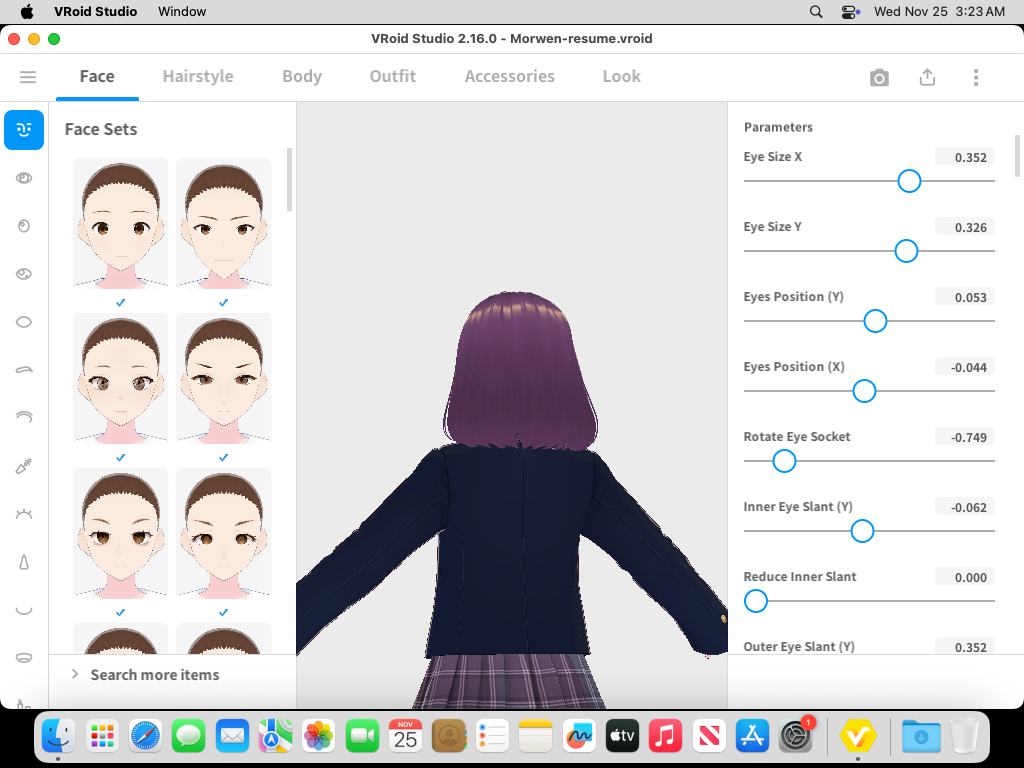 VRoid Studio Window Wed Nov 25 3:23 AM
VRoid Studio 2.16.0 - Morwen-resume.vroid
Face Hairstyle Body Outfit Accessories Look
Face Sets
Search more items
Parameters
Eye Size X 0.352
Eye Size Y 0.326
Eyes Position (Y) 0.053
Eyes Position (X) -0.044
Rotate Eye Socket -0.749
Inner Eye Slant (Y) -0.062
Reduce Inner Slant 0.000
Outer Eye Slant (Y) 0.352
NOV
25
tv
1